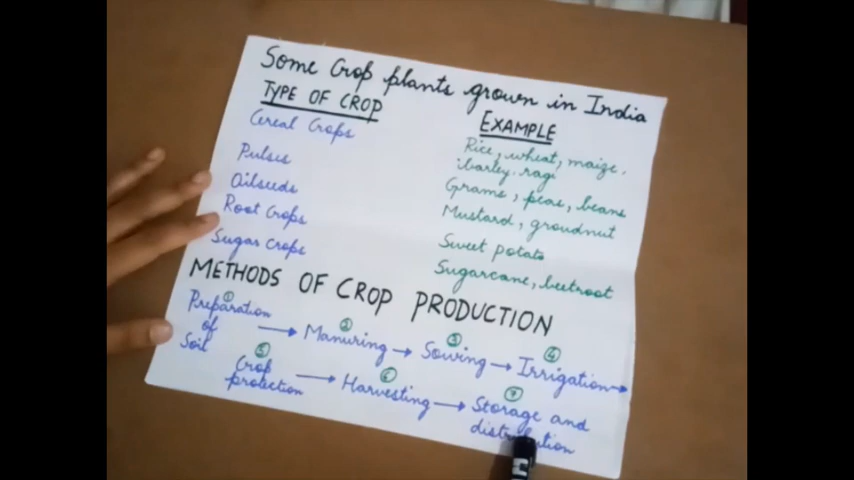 Some Crop plants grown in India
TYPE OF CROP
EXAMPLE
Cereal Crops
Rice, wheat, maize,
barley. ragi
Pulses
Grams, peas, beans
Oilseeds
Mustard, groudnut
Root Crops
Sweet potato
Sugar crops
Sugarcane, beetroot
METHODS OF CROP PRODUCTION
① Preparation
of
Soil
→ ② Manuring → ③ Sowing → ④ Irrigation →
⑤ Crop
protection → ⑥ Harvesting → ⑦ Storage and
distribution